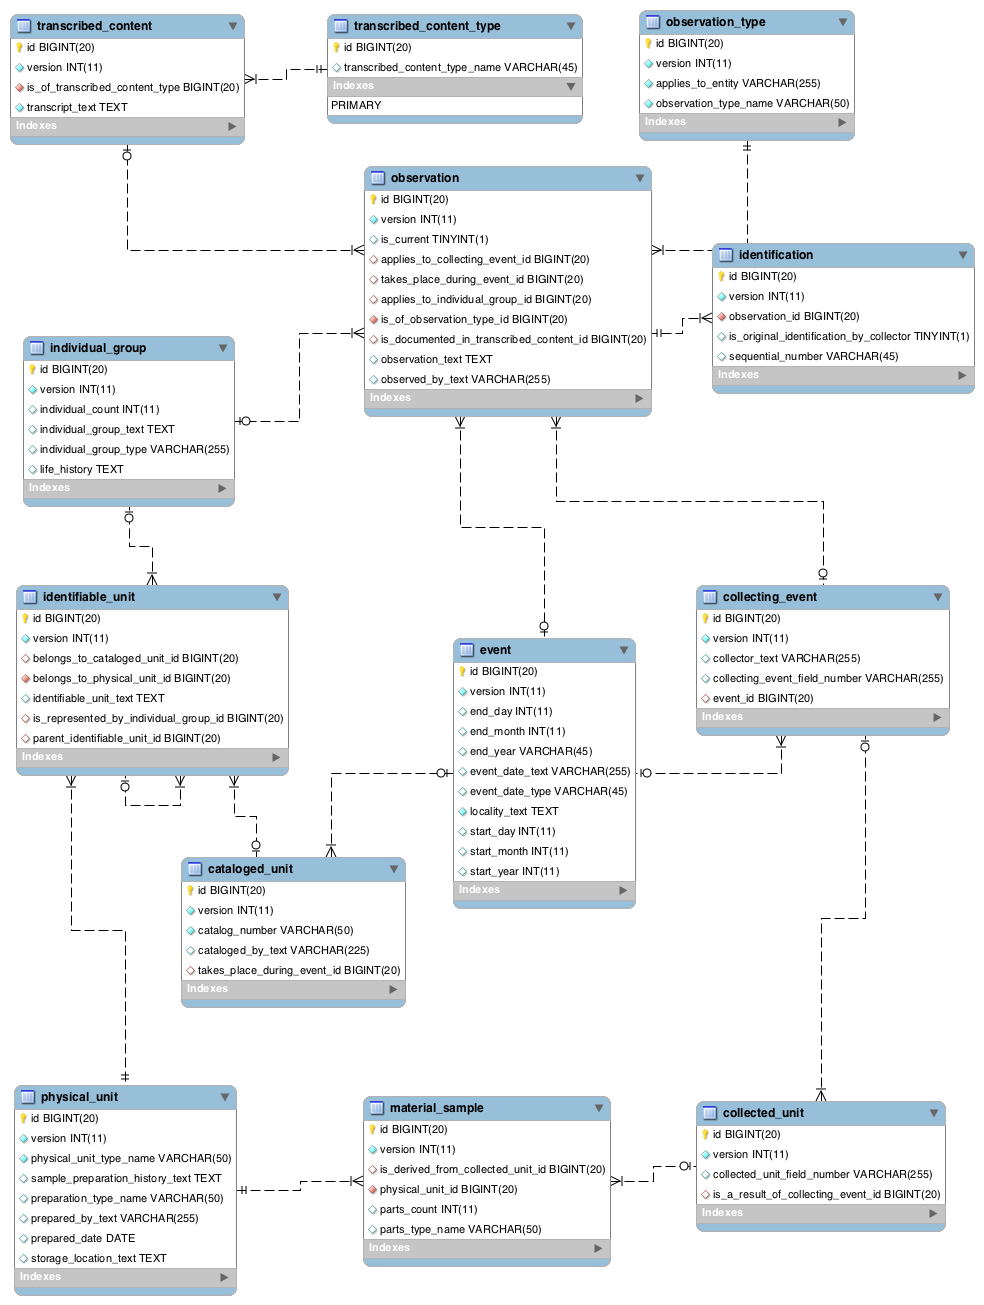 transcribed_content
id BIGINT(20)
version INT(11)
is_of_transcribed_content_type BIGINT(20)
transcript_text TEXT
Indexes
transcribed_content_type
id BIGINT(20)
transcribed_content_type_name VARCHAR(45)
Indexes
PRIMARY
observation_type
id BIGINT(20)
version INT(11)
applies_to_entity VARCHAR(255)
observation_type_name VARCHAR(50)
Indexes
observation
id BIGINT(20)
version INT(11)
is_current TINYINT(1)
applies_to_collecting_event_id BIGINT(20)
takes_place_during_event_id BIGINT(20)
applies_to_individual_group_id BIGINT(20)
is_of_observation_type_id BIGINT(20)
is_documented_in_transcribed_content_id BIGINT(20)
observation_text TEXT
observed_by_text VARCHAR(255)
Indexes
identification
id BIGINT(20)
version INT(11)
observation_id BIGINT(20)
is_original_identification_by_collector TINYINT(1)
sequential_number VARCHAR(45)
Indexes
individual_group
id BIGINT(20)
version INT(11)
individual_count INT(11)
individual_group_text TEXT
individual_group_type VARCHAR(255)
life_history TEXT
Indexes
identifiable_unit
id BIGINT(20)
version INT(11)
belongs_to_cataloged_unit_id BIGINT(20)
belongs_to_physical_unit_id BIGINT(20)
identifiable_unit_text TEXT
is_represented_by_individual_group_id BIGINT(20)
parent_identifiable_unit_id BIGINT(20)
Indexes
event
id BIGINT(20)
version INT(11)
end_day INT(11)
end_month INT(11)
end_year VARCHAR(45)
event_date_text VARCHAR(255)
event_date_type VARCHAR(45)
locality_text TEXT
start_day INT(11)
start_month INT(11)
start_year INT(11)
Indexes
collecting_event
id BIGINT(20)
version INT(11)
collector_text VARCHAR(255)
collecting_event_field_number VARCHAR(255)
event_id BIGINT(20)
Indexes
cataloged_unit
id BIGINT(20)
version INT(11)
catalog_number VARCHAR(50)
cataloged_by_text VARCHAR(225)
takes_place_during_event_id BIGINT(20)
Indexes
physical_unit
id BIGINT(20)
version INT(11)
physical_unit_type_name VARCHAR(50)
sample_preparation_history_text TEXT
preparation_type_name VARCHAR(50)
prepared_by_text VARCHAR(255)
prepared_date DATE
storage_location_text TEXT
Indexes
material_sample
id BIGINT(20)
version INT(11)
is_derived_from_collected_unit_id BIGINT(20)
physical_unit_id BIGINT(20)
parts_count INT(11)
parts_type_name VARCHAR(50)
Indexes
collected_unit
id BIGINT(20)
version INT(11)
collected_unit_field_number VARCHAR(255)
is_a_result_of_collecting_event_id BIGINT(20)
Indexes